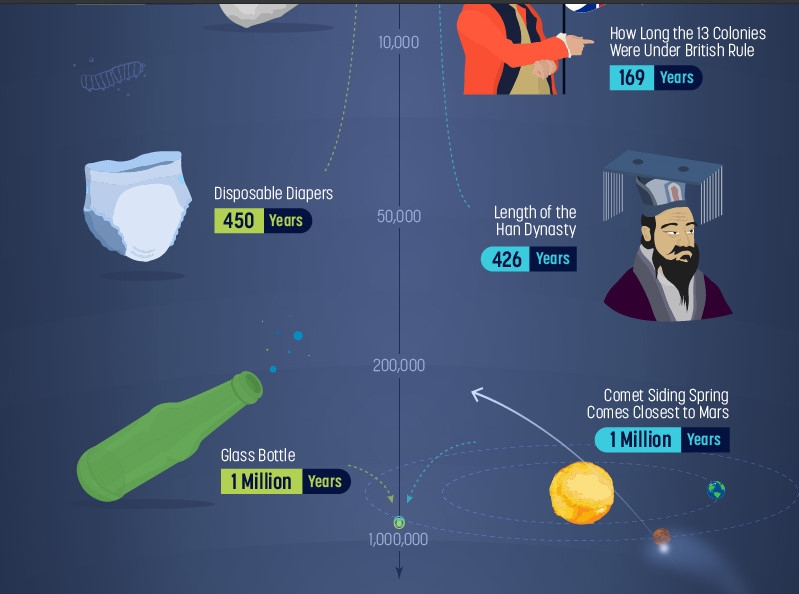 10,000
How Long the 13 Colonies
Were Under British Rule
169 Years
Disposable Diapers
450 Years
50,000
Length of the
Han Dynasty
426 Years
200,000
Comet Siding Spring
Comes Closest to Mars
1 Million Years
Glass Bottle
1 Million Years
1,000,000